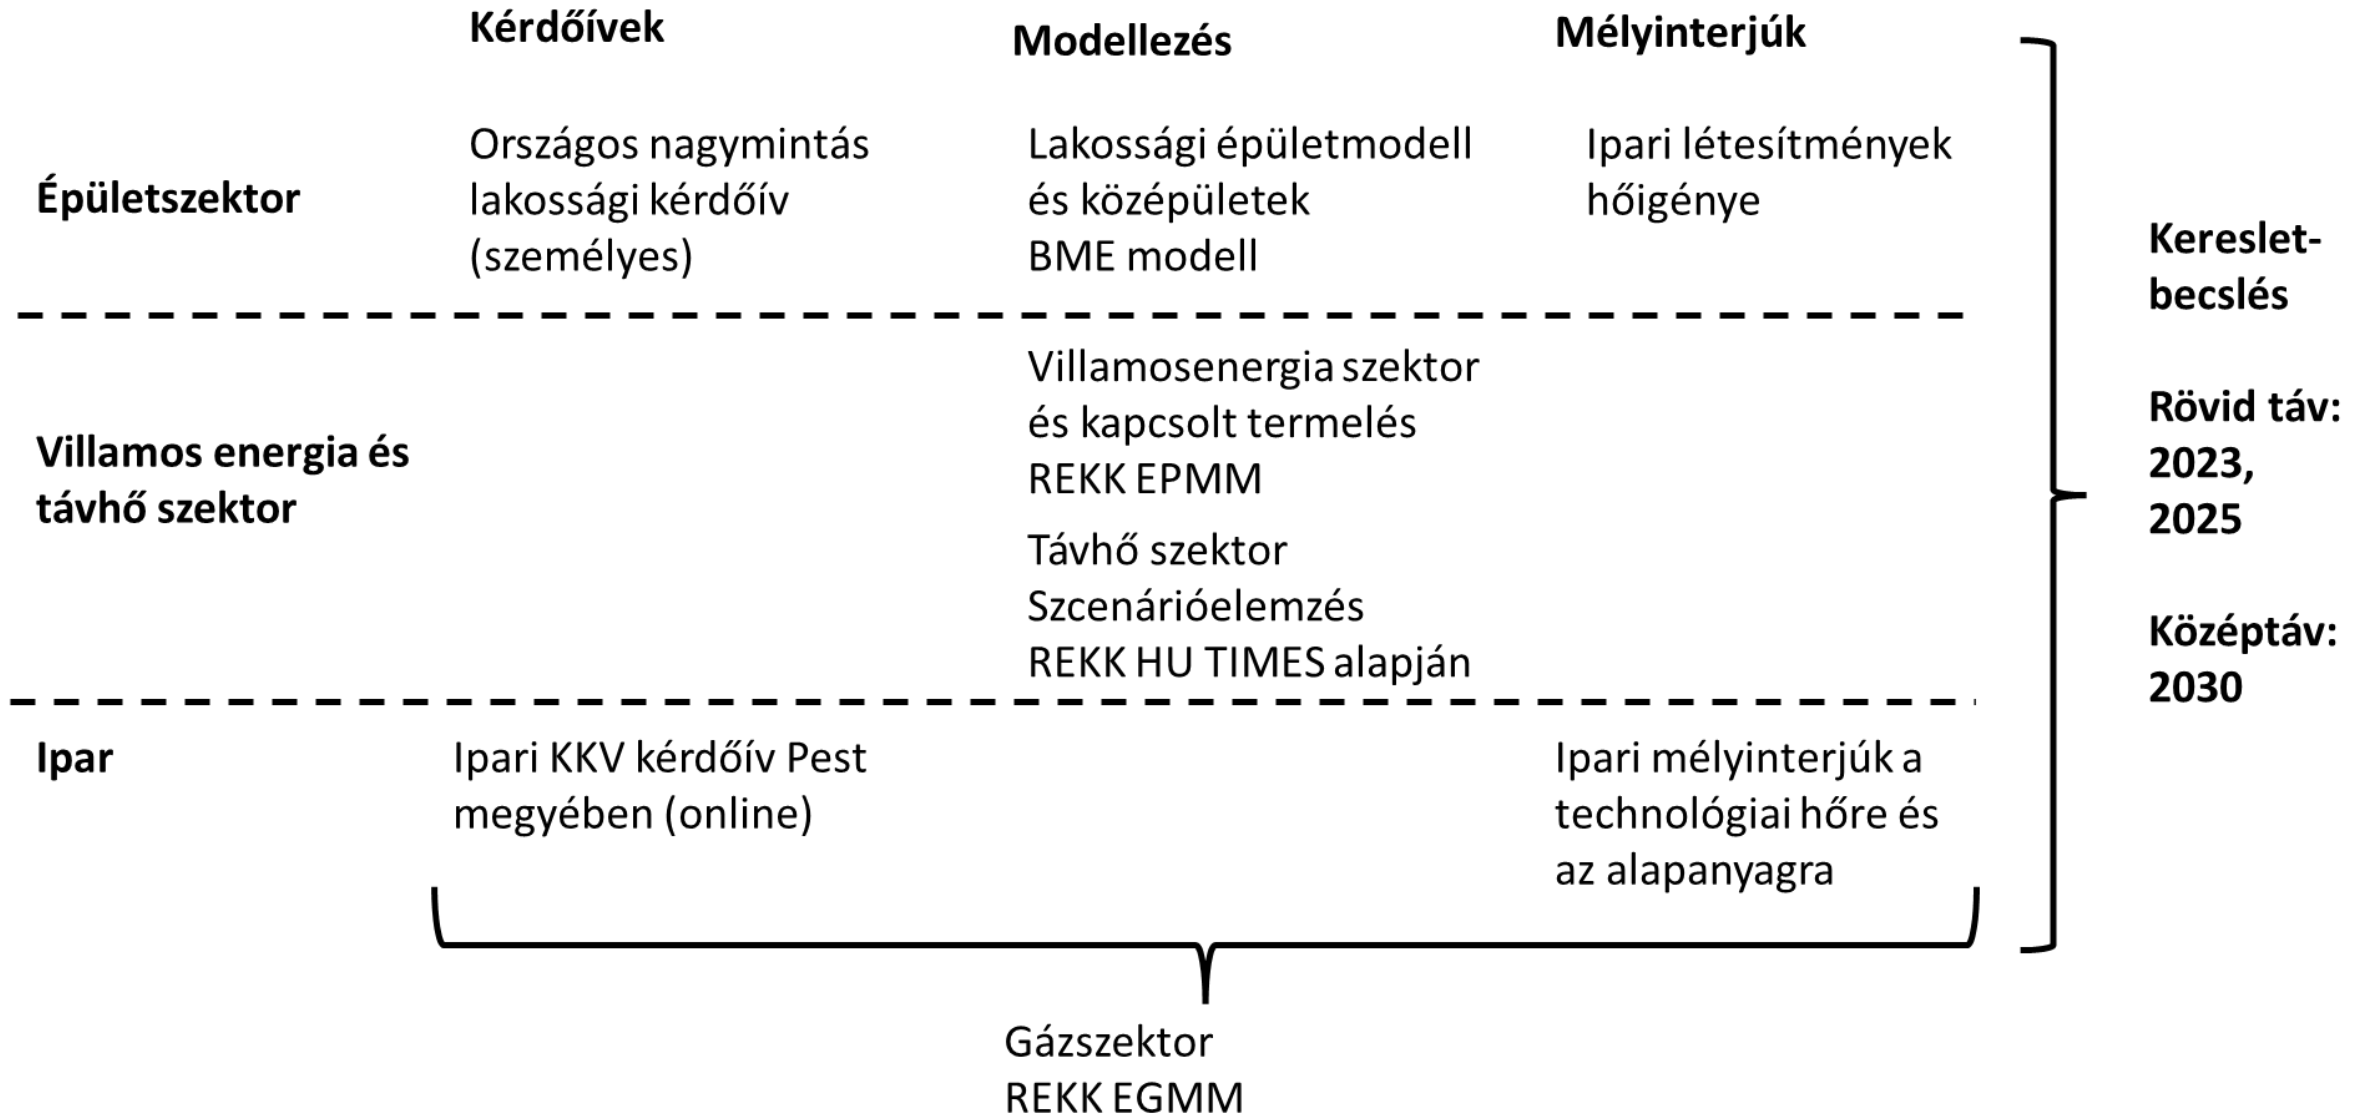 Kérdőívek
Modellezés
Mélyinterjúk
Épületszektor
Országos nagymintás
lakossági kérdőív
(személyes)
Lakossági épületmodell
és középületek
BME modell
Ipari létesítmények
hőigénye
Villamos energia és
távhő szektor
Villamosenergia szektor
és kapcsolt termelés
REKK EPMM
Távhő szektor
Szcenárióelemzés
REKK HU TIMES alapján
Ipar
Ipari KKV kérdőív Pest
megyében (online)
Ipari mélyinterjúk a
technológiai hőre és
az alapanyagra
Gázszektor
REKK EGMM
Kereslet-
becslés
Rövid táv:
2023,
2025
Középtáv:
2030